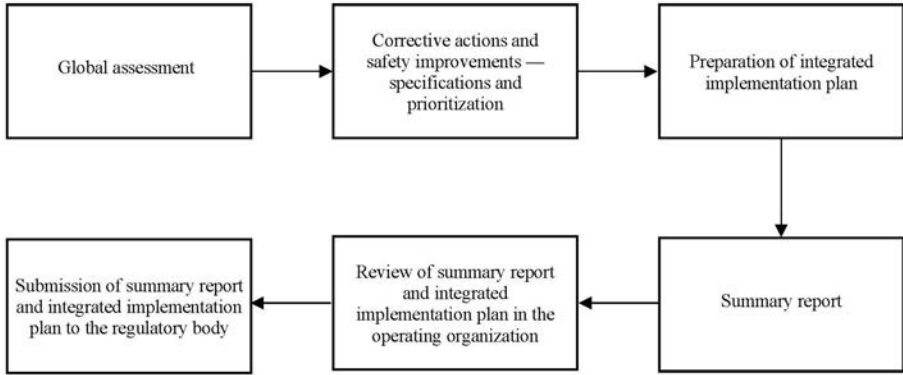 Global assessment
Corrective actions and
safety improvements —
specifications and
prioritization
Preparation of integrated
implementation plan
Summary report
Review of summary report
and integrated
implementation plan in the
operating organization
Submission of summary report
and integrated implementation
plan to the regulatory body